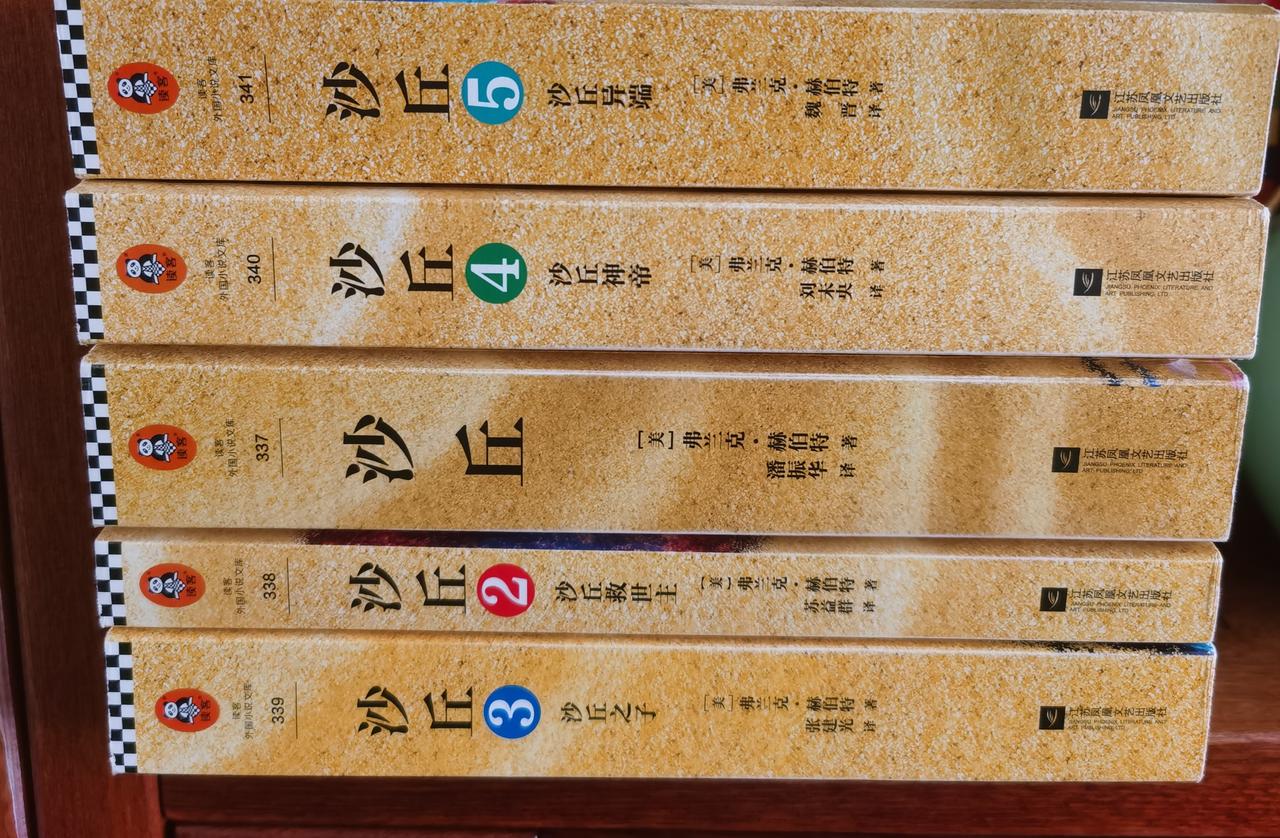 读客
读客
外国小说文库
341
沙丘
5
沙丘异端
[美]弗兰克·赫伯特 著
魏晋 译
江苏凤凰文艺出版社
JIANGSU PHOENIX LITERATURE AND
ART PUBLISHING, LTD
读客
读客
外国小说文库
340
沙丘
4
沙丘神帝
[美]弗兰克·赫伯特 著
刘未央 译
江苏凤凰文艺出版社
JIANGSU PHOENIX LITERATURE AND
ART PUBLISHING, LTD
读客
读客
外国小说文库
337
沙丘
[美]弗兰克·赫伯特 著
潘振华 译
江苏凤凰文艺出版社
JIANGSU PHOENIX LITERATURE AND
ART PUBLISHING, LTD
读客
读客
外国小说文库
338
沙丘
2
沙丘救世主
[美]弗兰克·赫伯特 著
苏益群 译
江苏凤凰文艺出版社
JIANGSU PHOENIX LITERATURE AND
ART PUBLISHING, LTD
读客
读客
外国小说文库
339
沙丘
3
沙丘之子
[美]弗兰克·赫伯特 著
张建光 译
江苏凤凰文艺出版社
JIANGSU PHOENIX LITERATURE AND
ART PUBLISHING, LTD